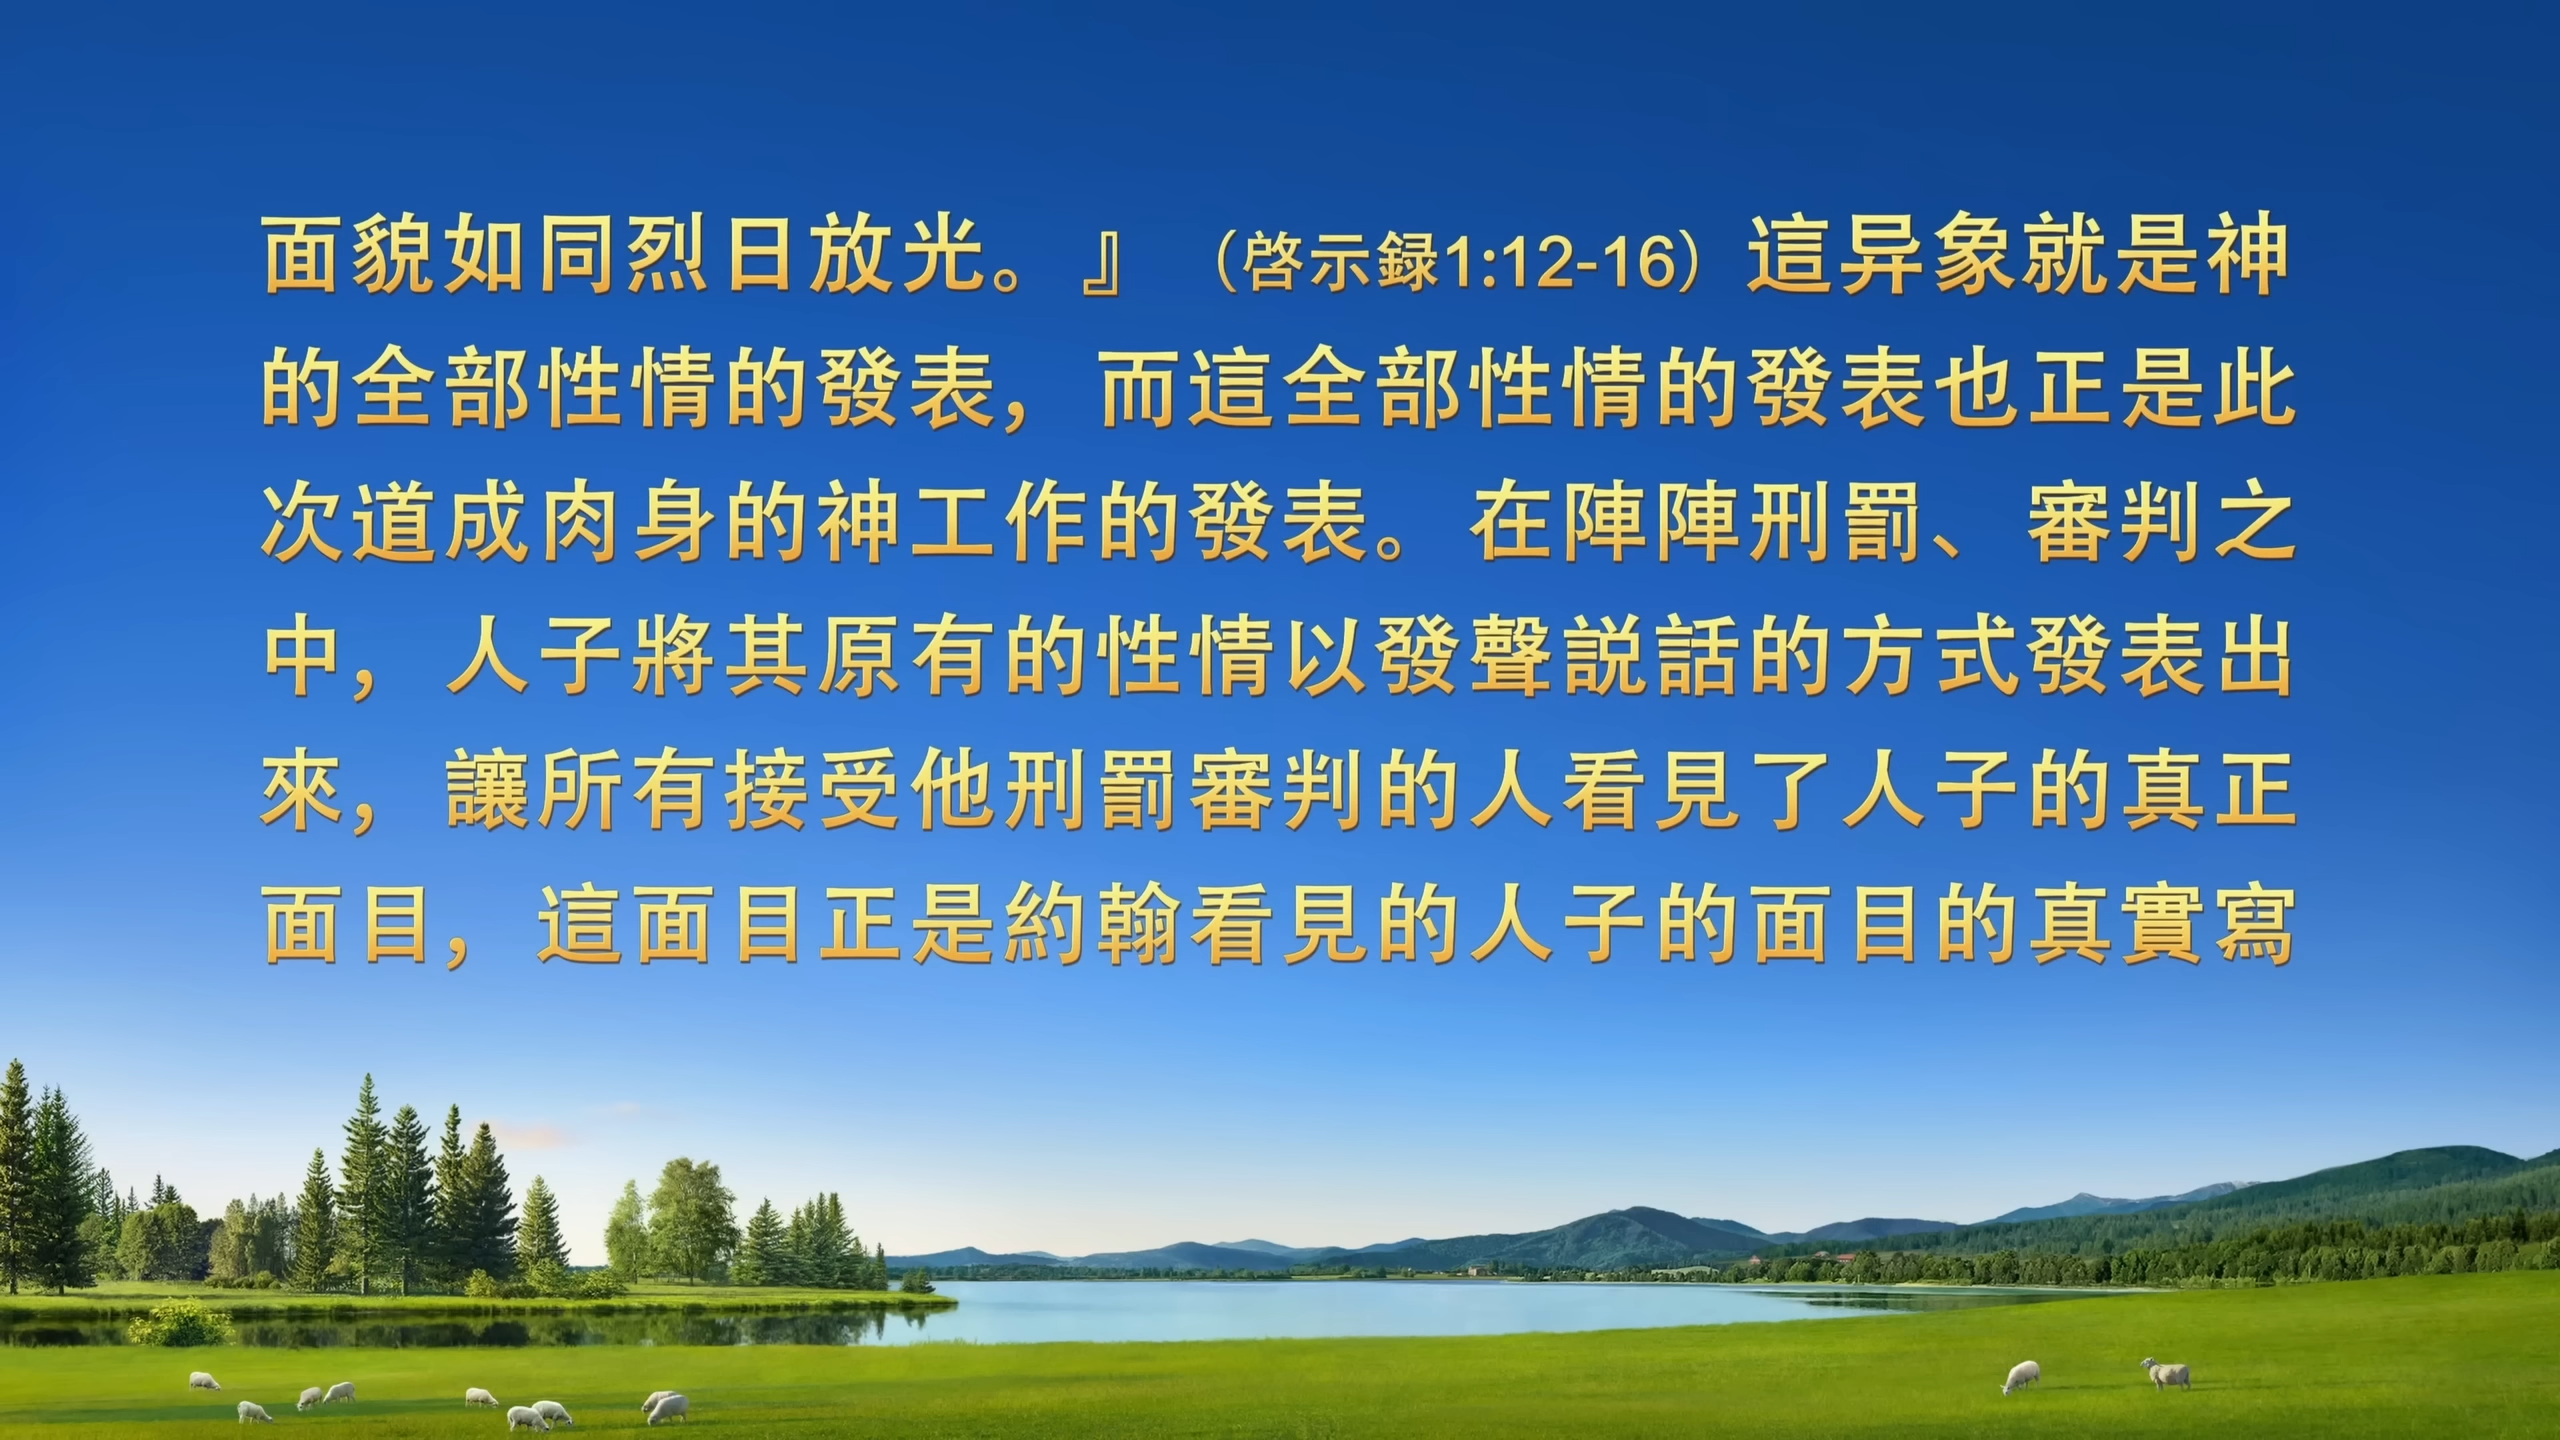 面貌如同烈日放光。』（啓示録1:12-16）這异象就是神
的全部性情的發表，而這全部性情的發表也正是此
次道成肉身的神工作的發表。在陣陣刑罰、審判之
中，人子將其原有的性情以發聲説話的方式發表出
來，讓所有接受他刑罰審判的人看見了人子的真正
面目，這面目正是約翰看見的人子的面目的真實寫